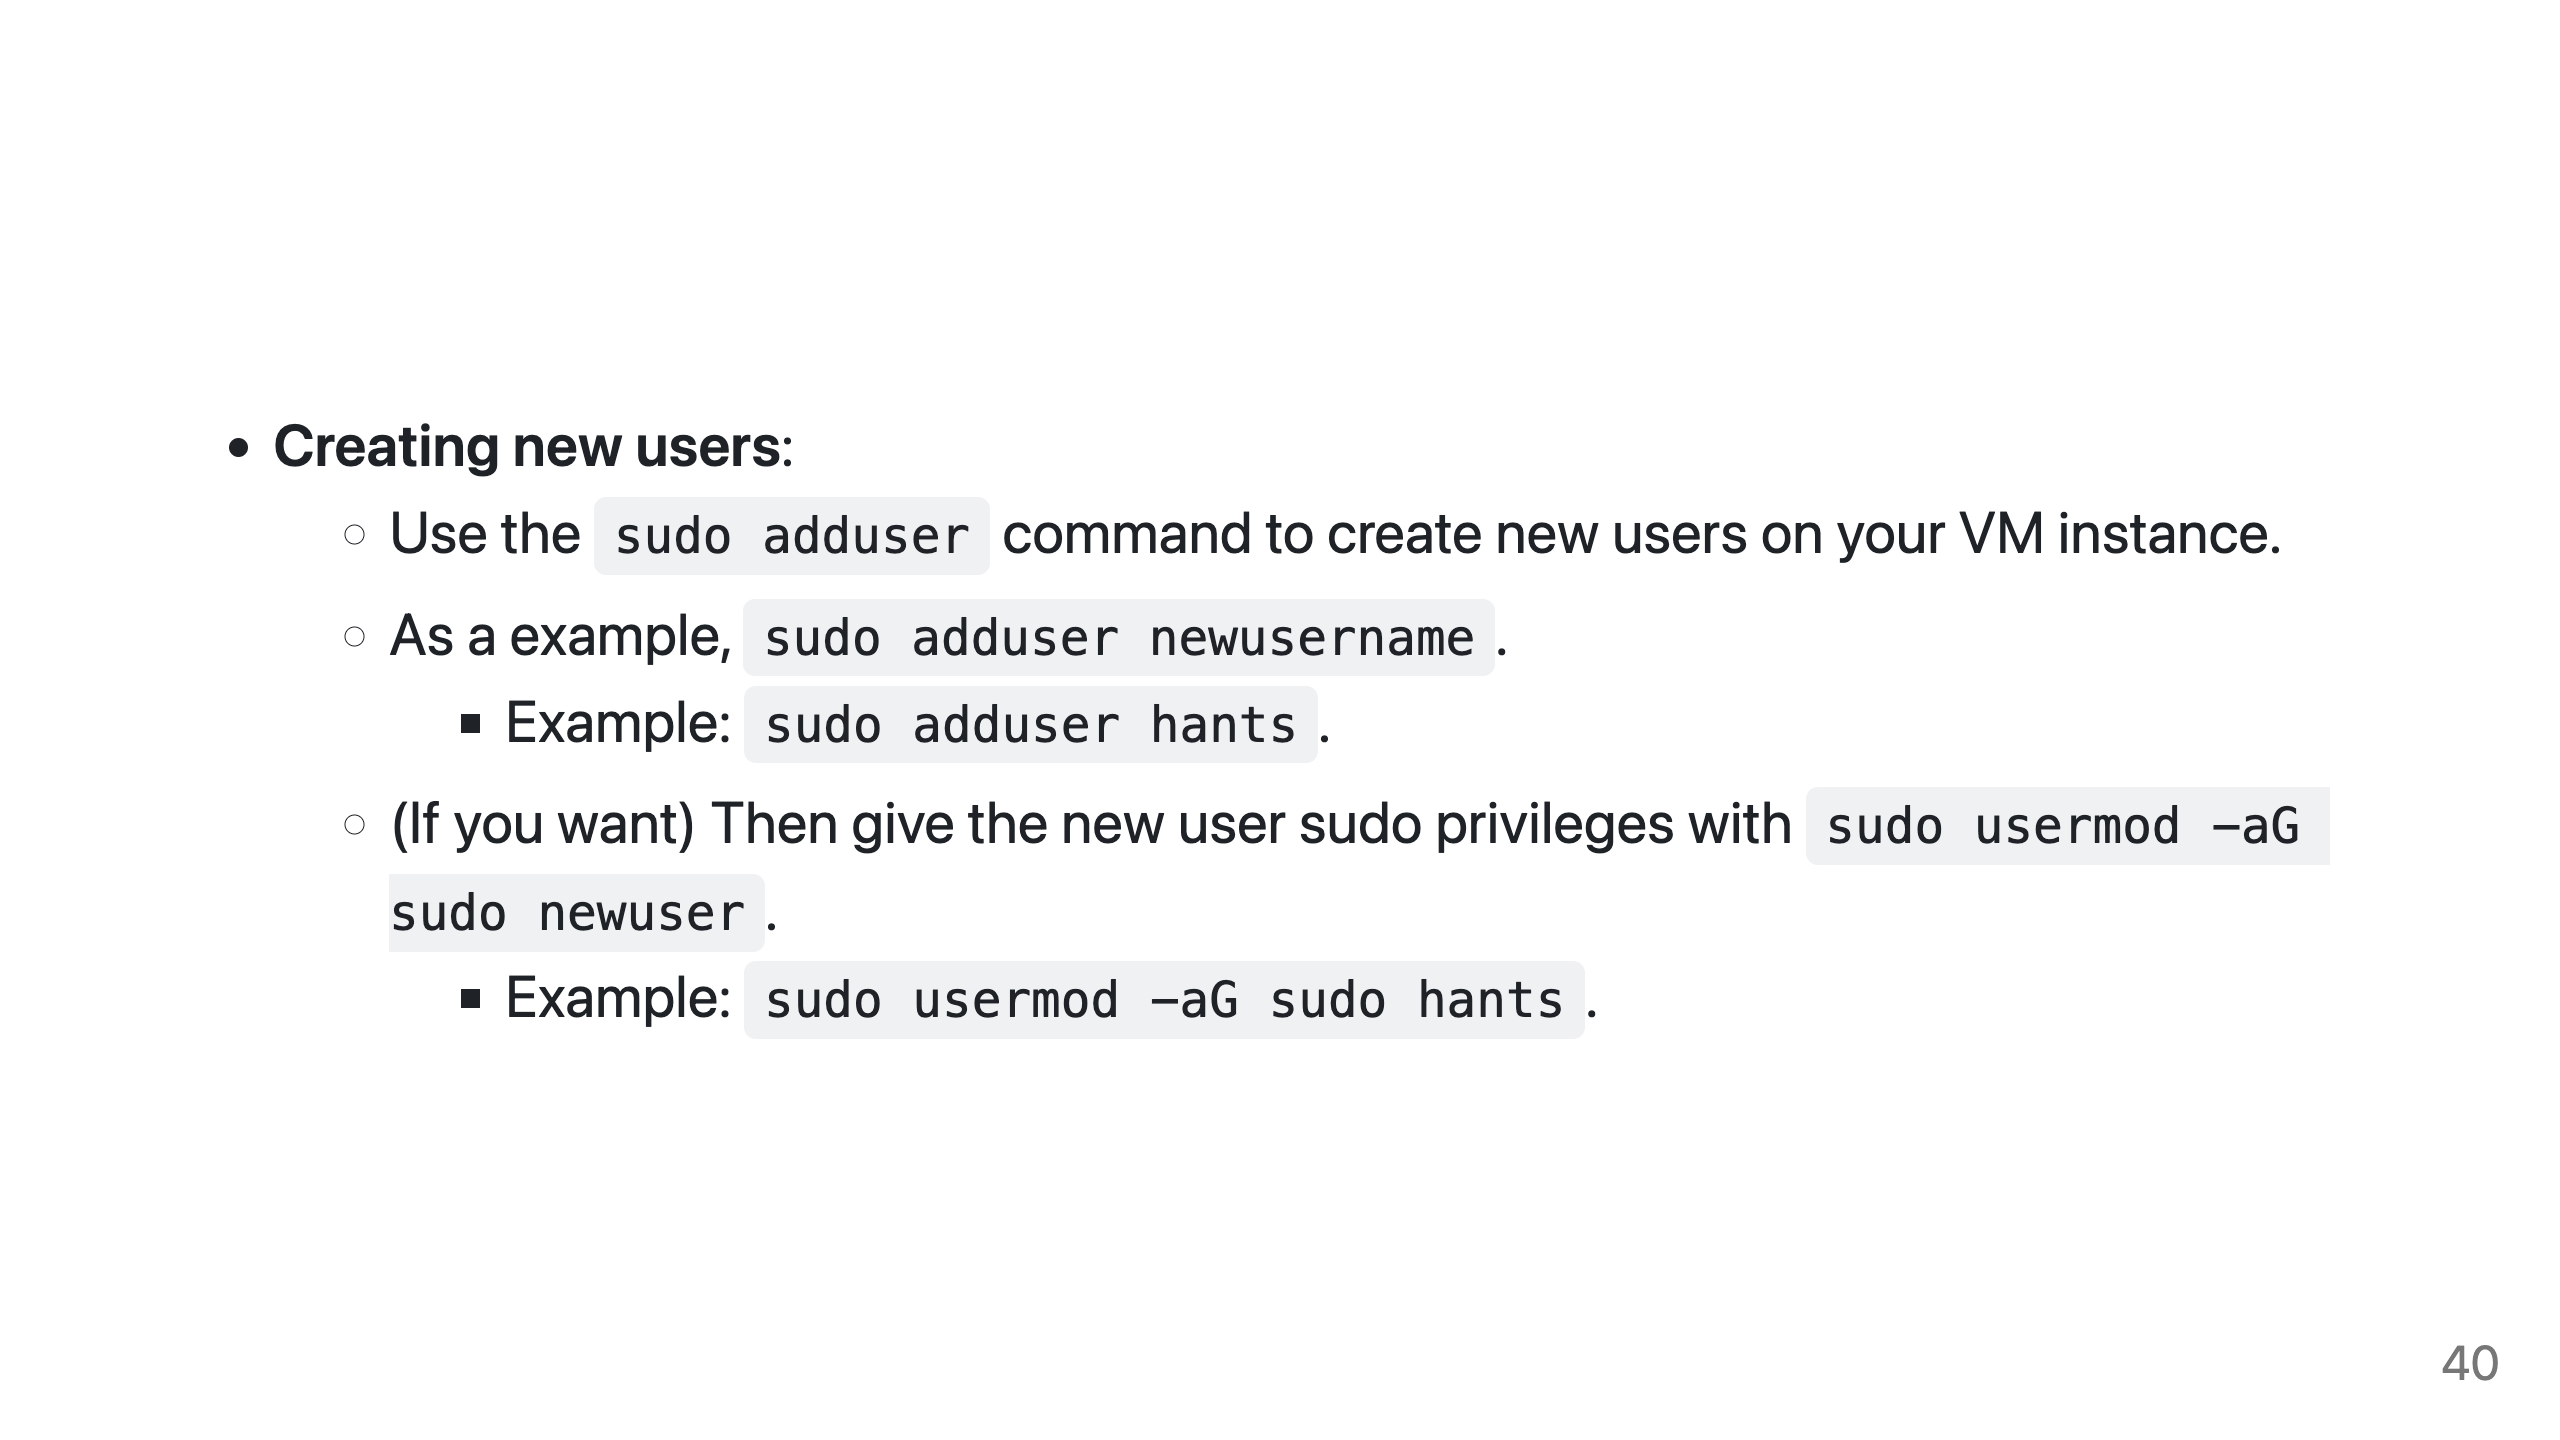 • Creating new users:
○ Use the sudo adduser command to create new users on your VM instance.
○ As a example, sudo adduser newusername .
■ Example: sudo adduser hants .
○ (If you want) Then give the new user sudo privileges with sudo usermod -aG
sudo newuser .
■ Example: sudo usermod -aG sudo hants .
40